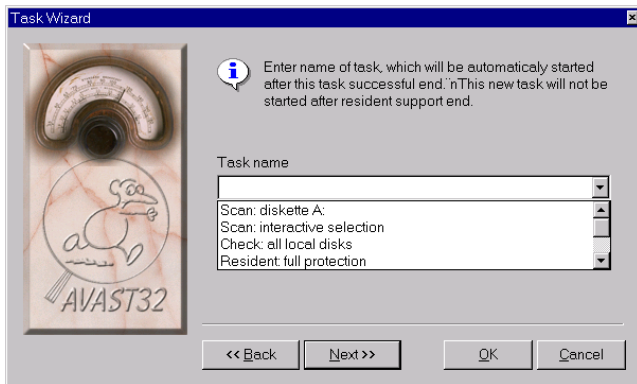 Task Wizard
Enter name of task, which will be automaticaly started
after this task successful end.¨nThis new task will not be
started after resident support end.
Task name
Scan: diskette A:
Scan: interactive selection
Check: all local disks
Resident: full protection
AVAST32
<< Back
Next >>
OK
Cancel